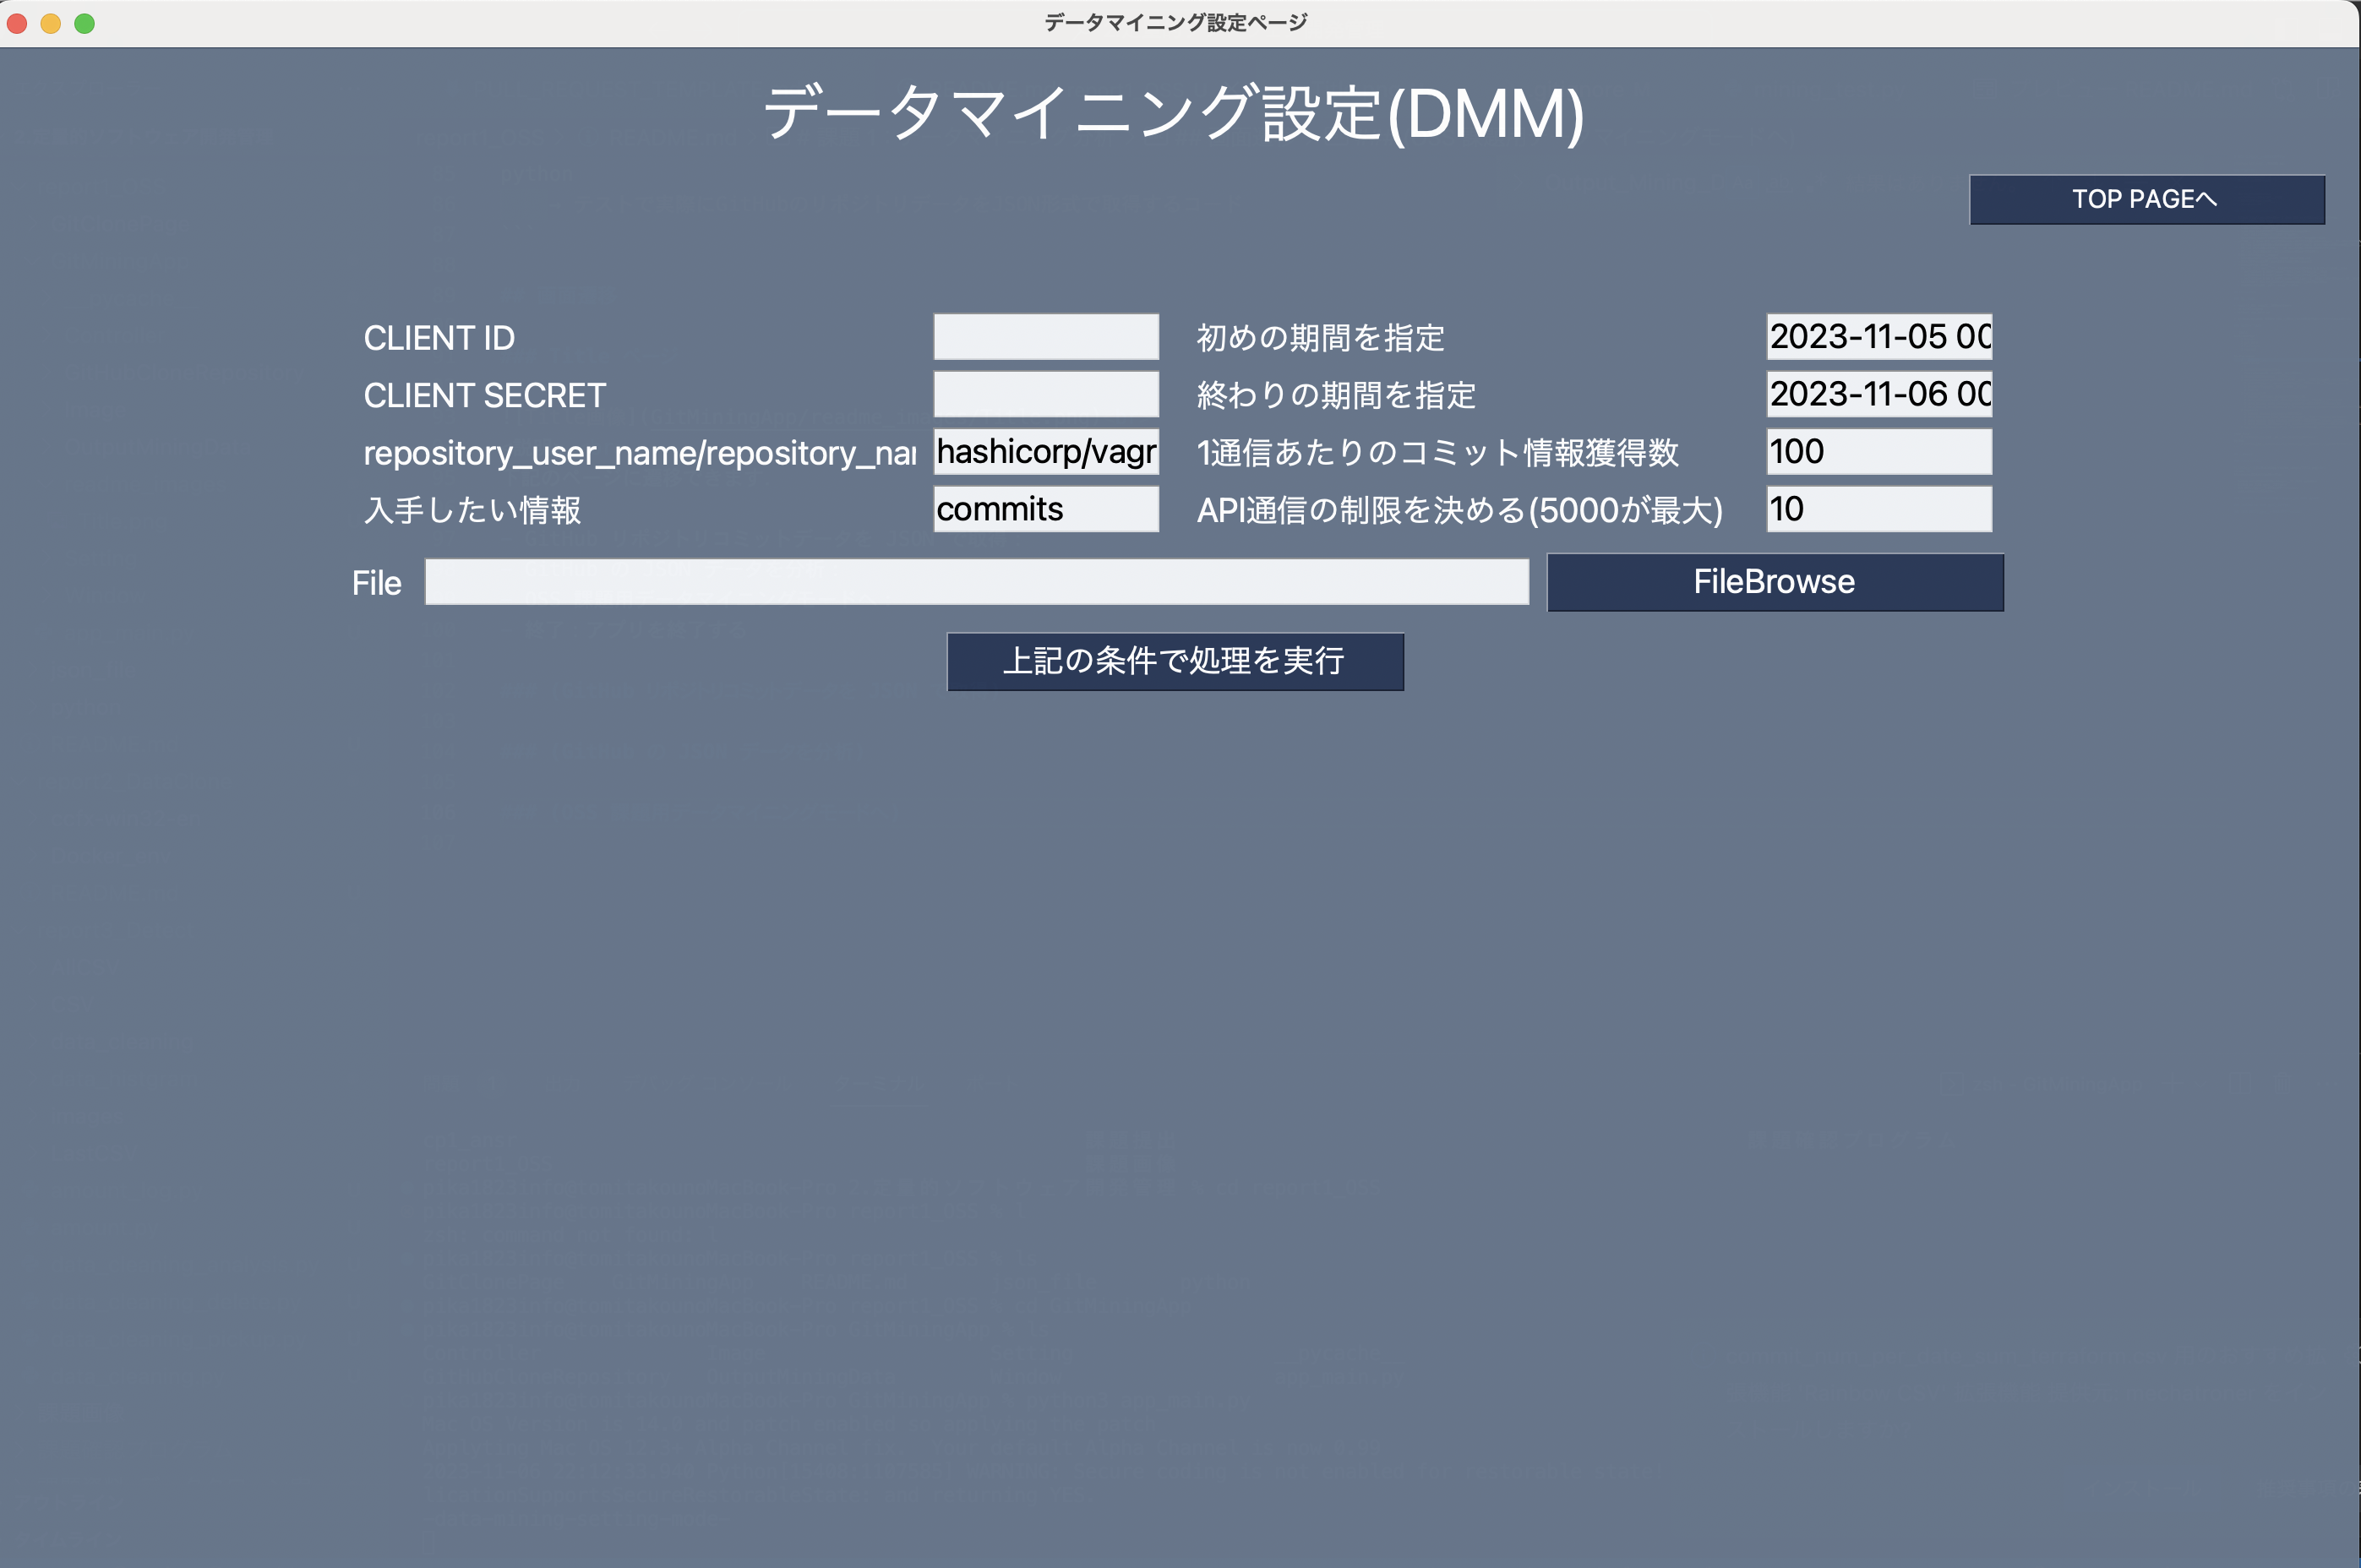 データマイニング設定ページ
データマイニング設定(DMM)
TOP PAGEへ
CLIENT ID
初めの期間を指定
2023-11-05 00
CLIENT SECRET
終わりの期間を指定
2023-11-06 00
repository_user_name/repository_nar
hashicorp/vagr
1通信あたりのコミット情報獲得数
100
入手したい情報
commits
API通信の制限を決める(5000が最大)
10
File
FileBrowse
上記の条件で処理を実行